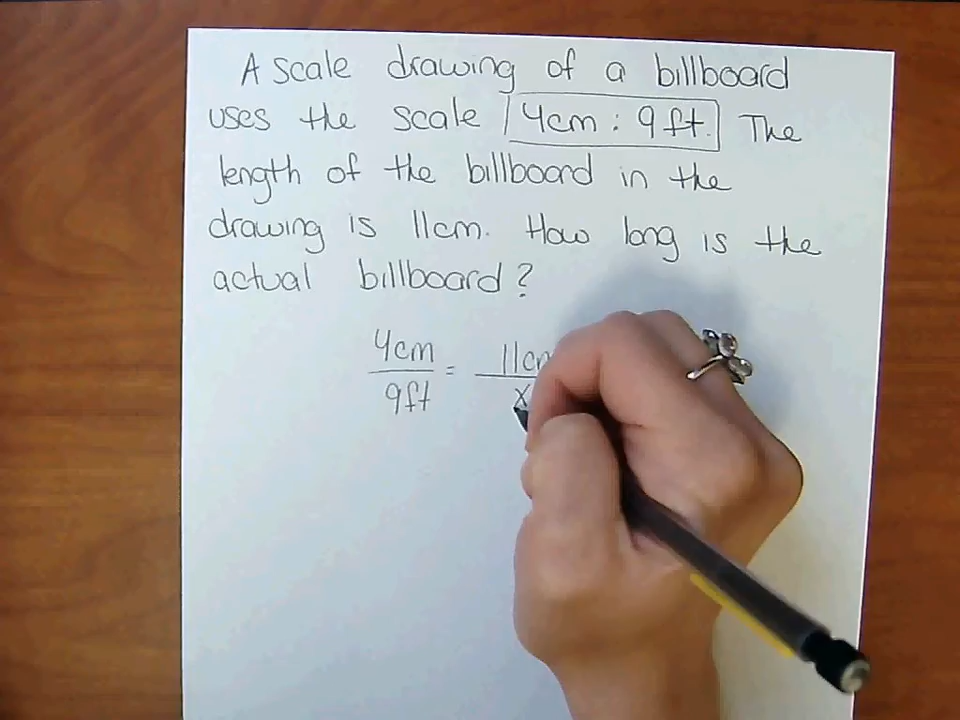 A scale drawing of a billboard
uses the scale 4cm : 9ft. The
length of the billboard in the
drawing is 11cm. How long is the
actual billboard?
4cm = 11c
9ft x